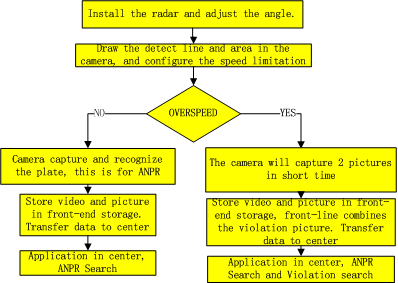 Install the radar and adjust the angle.
Draw the detect line and area in the
camera, and configure the speed limitation
OVERSPEED
NO
YES
Camera capture and recognize
the plate, this is for ANPR
The camera will capture 2 pictures
in short time
Store video and picture
in front-end storage.
Transfer data to center
Store video and picture in front-
end storage, front-line combines
the violation picture. Transfer
data to center
Application in center,
ANPR Search
Application in center, ANPR
Search and Violation search